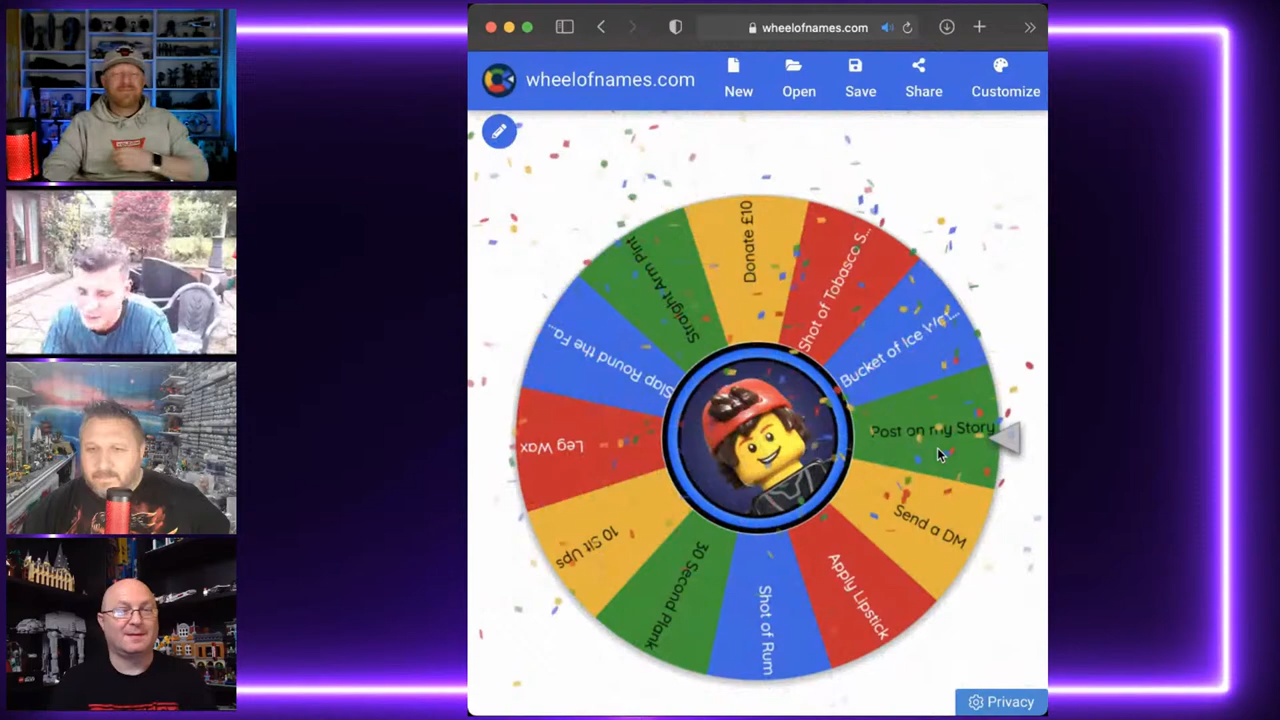 wheelofnames.com
wheelofnames.com
New
Open
Save
Share
Customize
Donate £10
Shot of Tobasco S...
Bucket of Ice
Post on my Story
Send a DM
Apply Lipstick
Shot of Rum
30 Second Plank
10 Sit Ups
Leg Wax
Slap Round the Fa...
Straight Arm Pint
Privacy